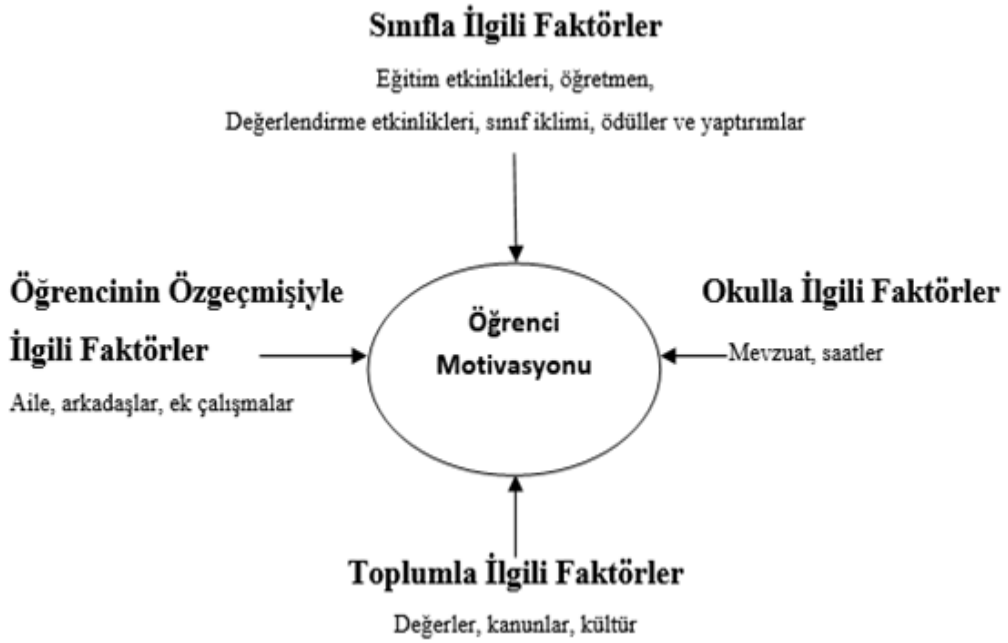 Sınıfla İlgili Faktörler
Eğitim etkinlikleri, öğretmen,
Değerlendirme etkinlikleri, sınıf iklimi, ödüller ve yaptırımlar
Öğrencinin Özgeçmişiyle
İlgili Faktörler
Aile, arkadaşlar, ek çalışmalar
Öğrenci
Motivasyonu
Okulla İlgili Faktörler
Mevzuat, saatler
Toplumla İlgili Faktörler
Değerler, kanunlar, kültür